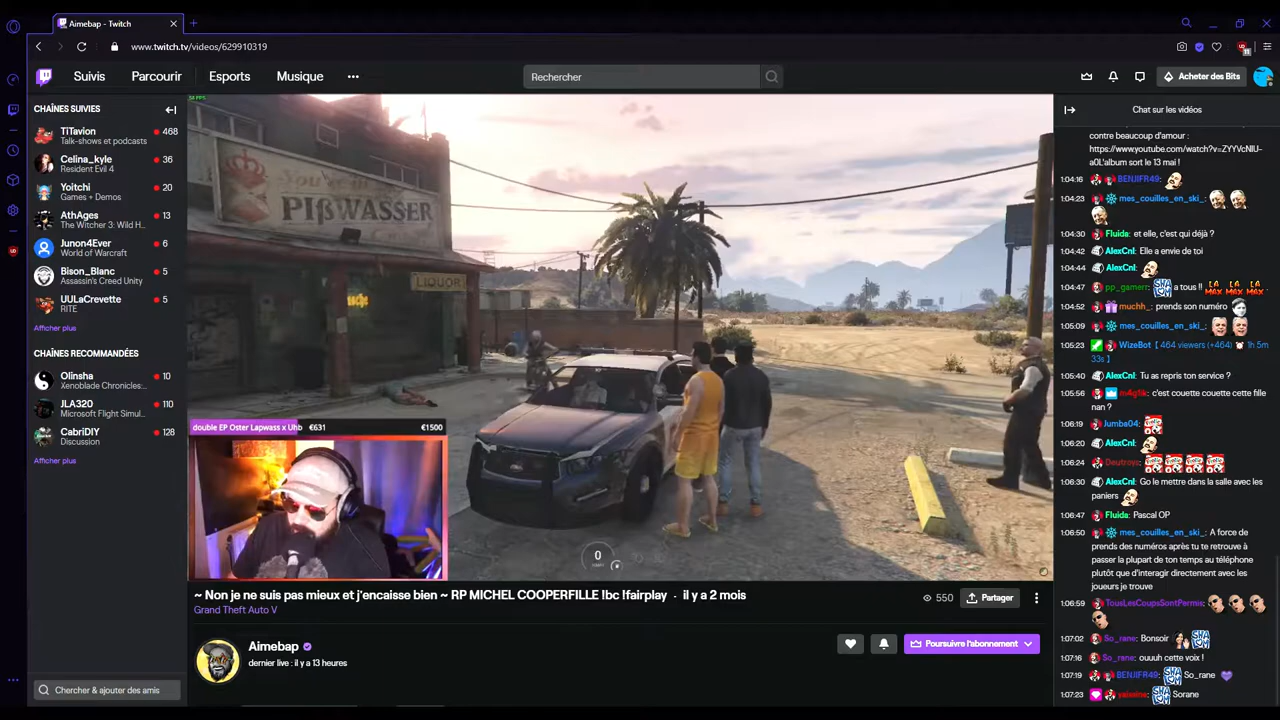 Aimebap - Twitch
www.twitch.tv/videos/629910319
Suivis
Parcourir
Esports
Musique
Rechercher
Acheter des Bits
CHAÎNES SUIVIES
TiTavion
468
Talk-shows et podcasts
Celina_kyle
36
Resident Evil 4
Yoitchi
20
Games + Demos
AthAges
13
The Witcher 3: Wild H...
Junon4Ever
6
World of Warcraft
Bison_Blanc
5
Assassin's Creed Unity
UULaCrevette
5
RITE
Afficher plus
CHAÎNES RECOMMANDÉES
Olinsha
10
Xenoblade Chronicles:...
JLA320
110
Microsoft Flight Simul...
CabriDIY
128
Discussion
Afficher plus
Chercher & ajouter des amis
PIßWASSER
LIQUOR
double EP Oster Lapwass x Uhb €631 €1500
0
~ Non je ne suis pas mieux et j'encaisse bien ~ RP MICHEL COOPERFILLE !bc !fairplay - il y a 2 mois
Grand Theft Auto V
550
Partager
Aimebap
dernier live : il y a 13 heures
Poursuivre l'abonnement
Chat sur les vidéos
contre beaucoup d'amour :
https://www.youtube.com/watch?v=ZYYVcNIU-
a0L'album sort le 13 mai !
1:04:16 BENJIFR49:
1:04:23 mes_couilles_en_ski_:
1:04:30 Fluida: et elle, c'est qui déjà ?
1:04:42 AlexCnl: Elle a envie de toi
1:04:44 AlexCnl:
1:04:47 pp_gamerr: a tous !! LA MAX LA MAX LA MAX
1:04:52 muchh_: prends son numéro
1:05:09 mes_couilles_en_ski_:
1:05:23 WizeBot [ 464 viewers (+464) 1h 5m
33s ]
1:05:40 AlexCnl: Tu as repris ton service ?
1:05:56 m4g1ik: c'est couette couette cette fille
nan ?
1:06:19 Jumba04:
1:06:20 AlexCnl:
1:06:24 Deutroys:
1:06:30 AlexCnl: Go le mettre dans la salle avec les
paniers
1:06:47 Fluida: Pascal OP
1:06:50 mes_couilles_en_ski_: A force de
prends des numéros après tu te retrouve à
passer la plupart de ton temps au téléphone
plutôt que d'interagir directement avec les
joueurs je trouve
1:06:59 TousLesCoupsSontPermis:
1:07:02 So_rane: Bonsoir
1:07:16 So_rane: ouuuh cette voix !
1:07:19 BENJIFR49: So_rane
1:07:23 Sorane